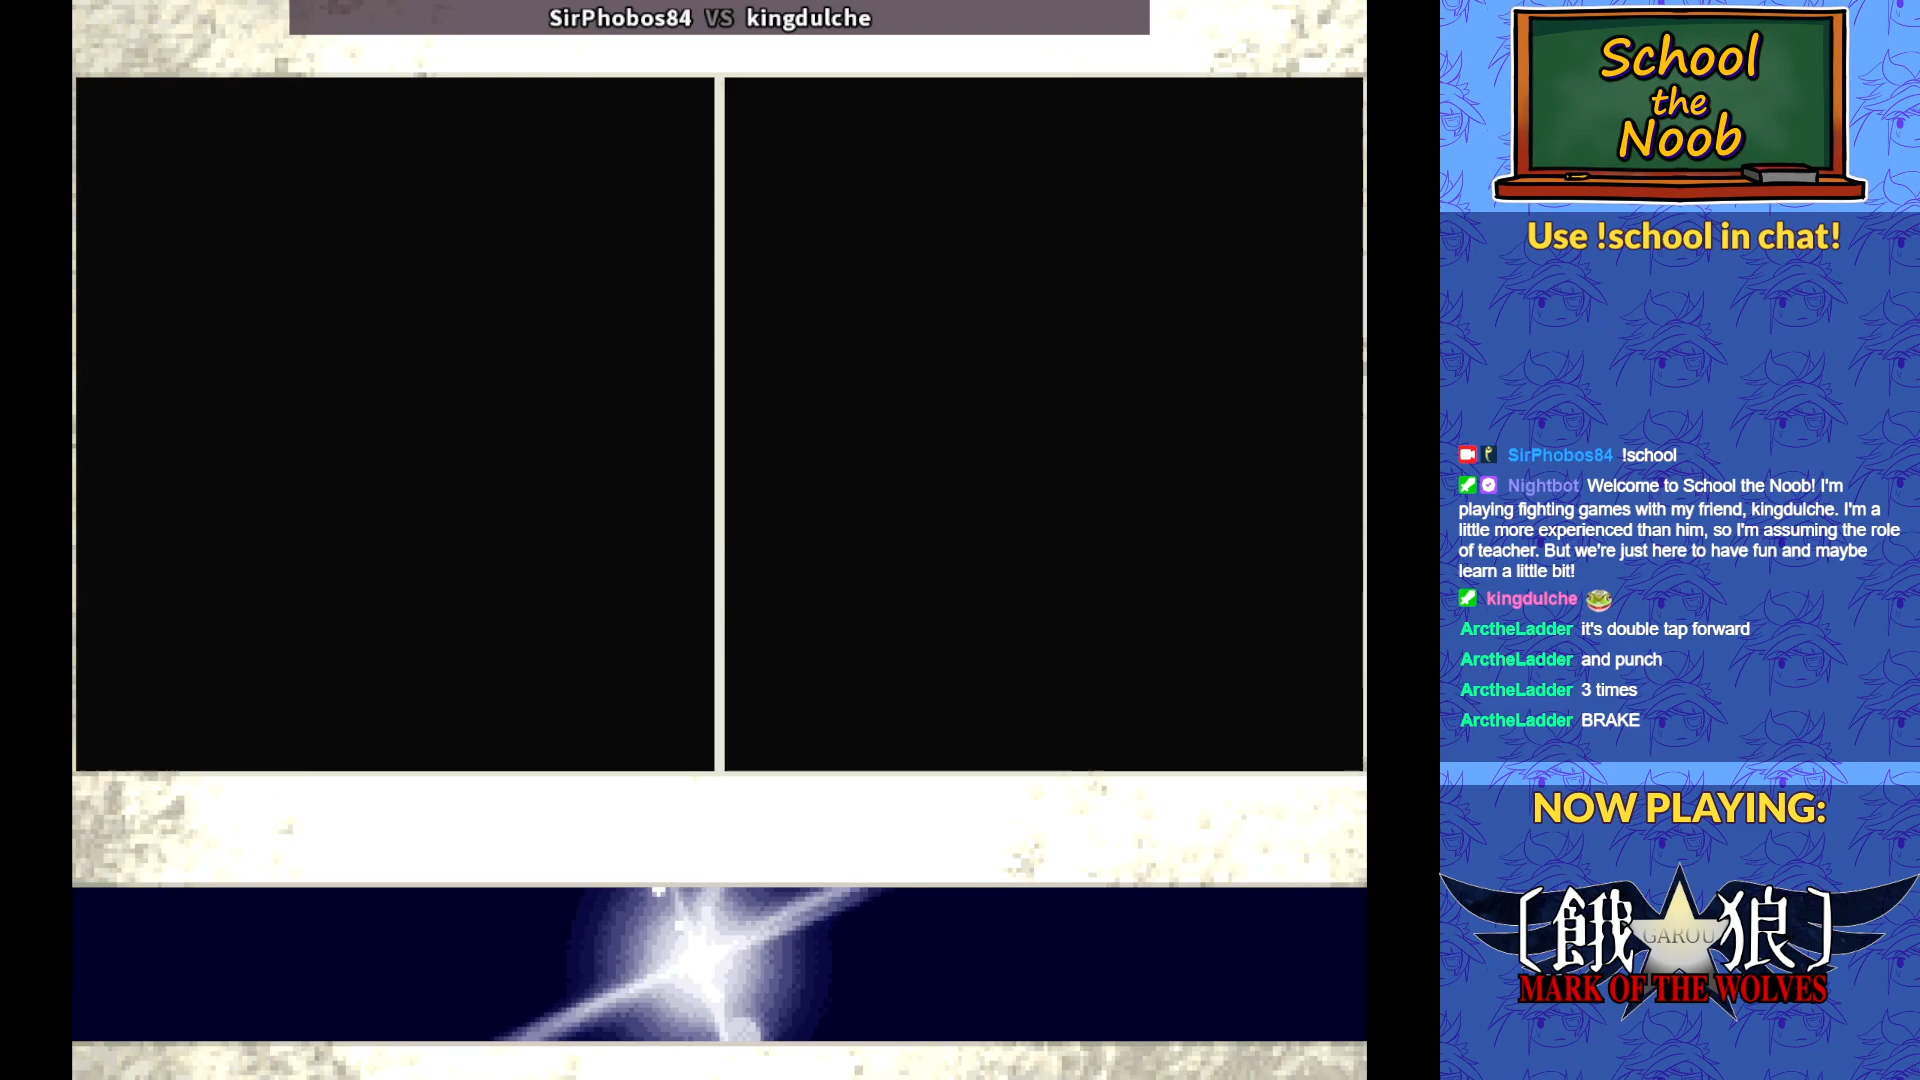 SirPhobos84 VS kingdulche
School
the
Noob
Use !school in chat!
SirPhobos84 !school
Nightbot Welcome to School the Noob! I'm
playing fighting games with my friend, kingdulche. I'm a
little more experienced than him, so I'm assuming the role
of teacher. But we're just here to have fun and maybe
learn a little bit!
kingdulche
ArctheLadder it's double tap forward
ArctheLadder and punch
ArctheLadder 3 times
ArctheLadder BRAKE
NOW PLAYING:
〔餓 狼〕
GAROU
MARK OF THE WOLVES